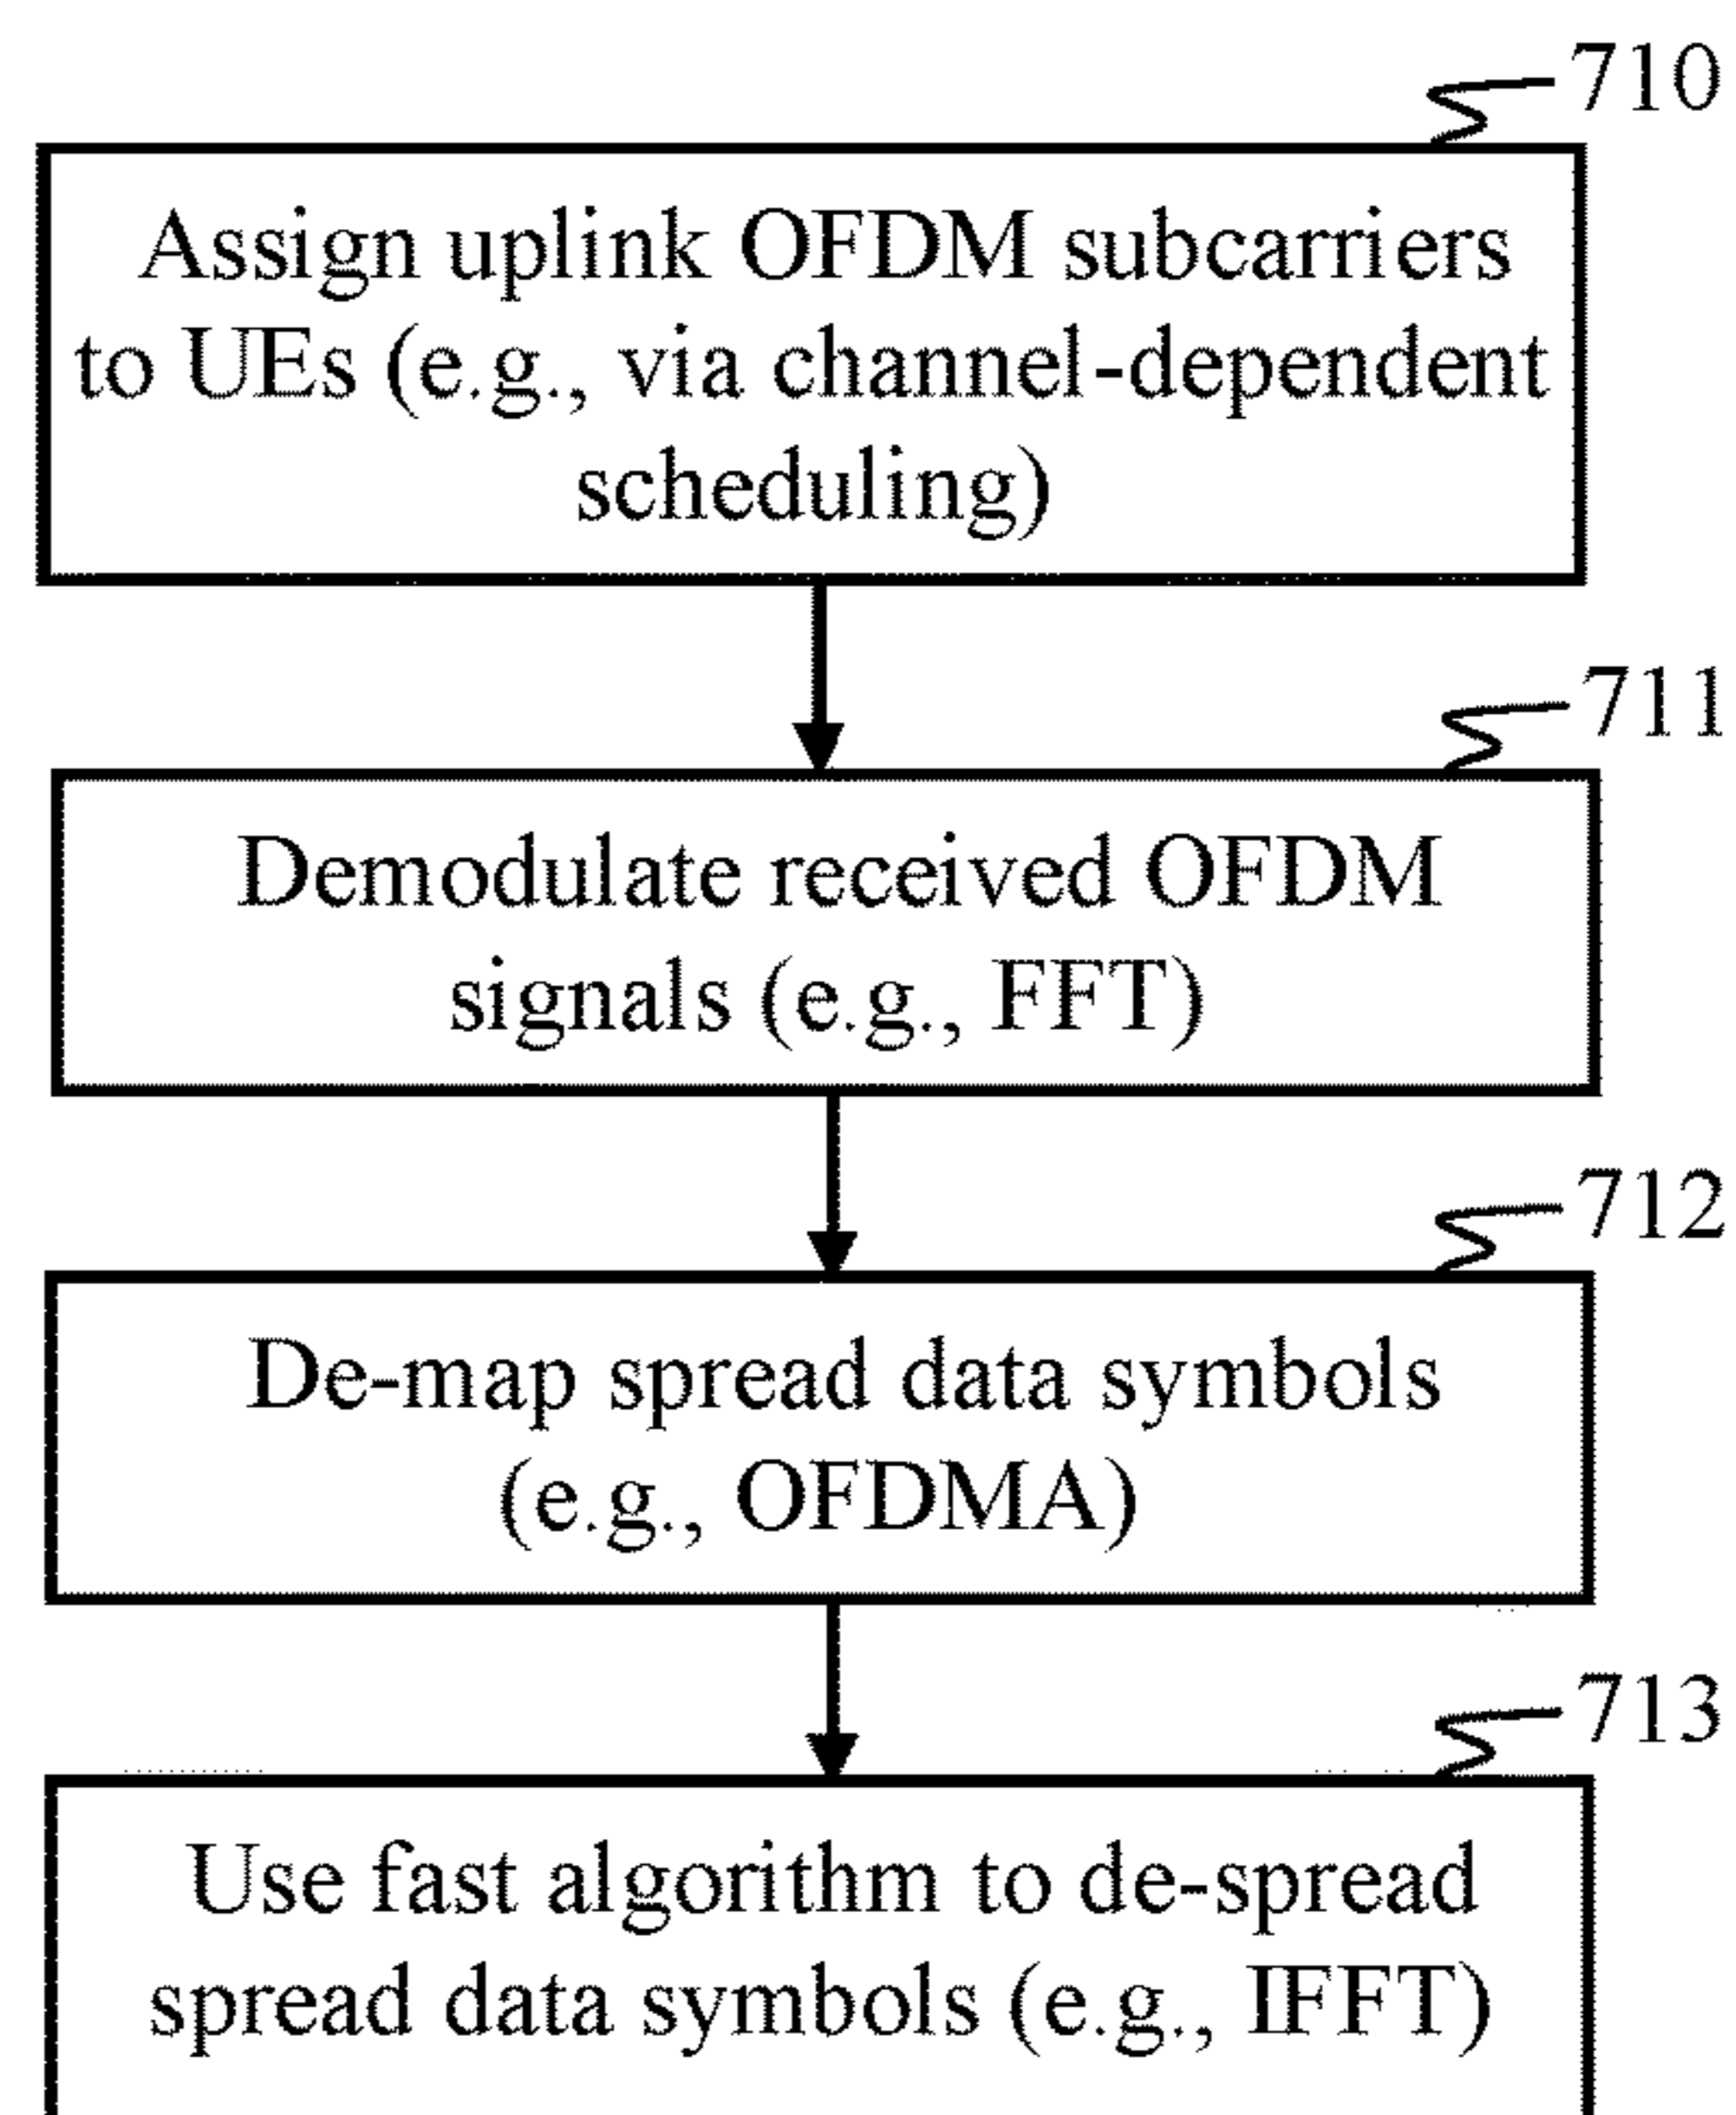 710
Assign uplink OFDM subcarriers
to UEs (e.g., via channel-dependent
scheduling)
711
Demodulate received OFDM
signals (e.g., FFT)
712
De-map spread data symbols
(e.g., OFDMA)
713
Use fast algorithm to de-spread
spread data symbols (e.g., IFFT)